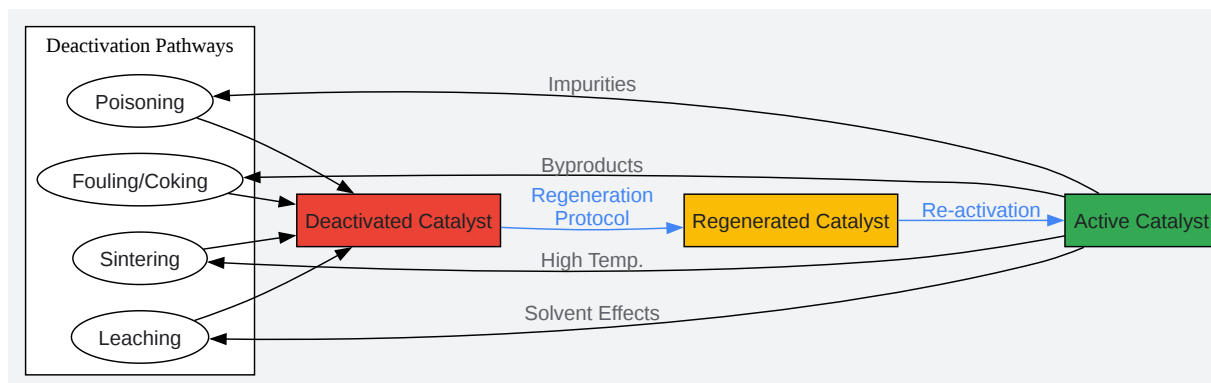 Deactivation Pathways
Poisoning
Fouling/Coking
Sintering
Leaching
Impurities
Byproducts
Deactivated Catalyst
Regeneration
Protocol
Regenerated Catalyst
Re-activation
Active Catalyst
High Temp.
Solvent Effects